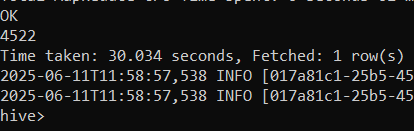 OK
4522
Time taken: 30.034 seconds, Fetched: 1 row(s)
2025-06-11T11:58:57,538 INFO [017a81c1-25b5-45
2025-06-11T11:58:57,538 INFO [017a81c1-25b5-45
hive>